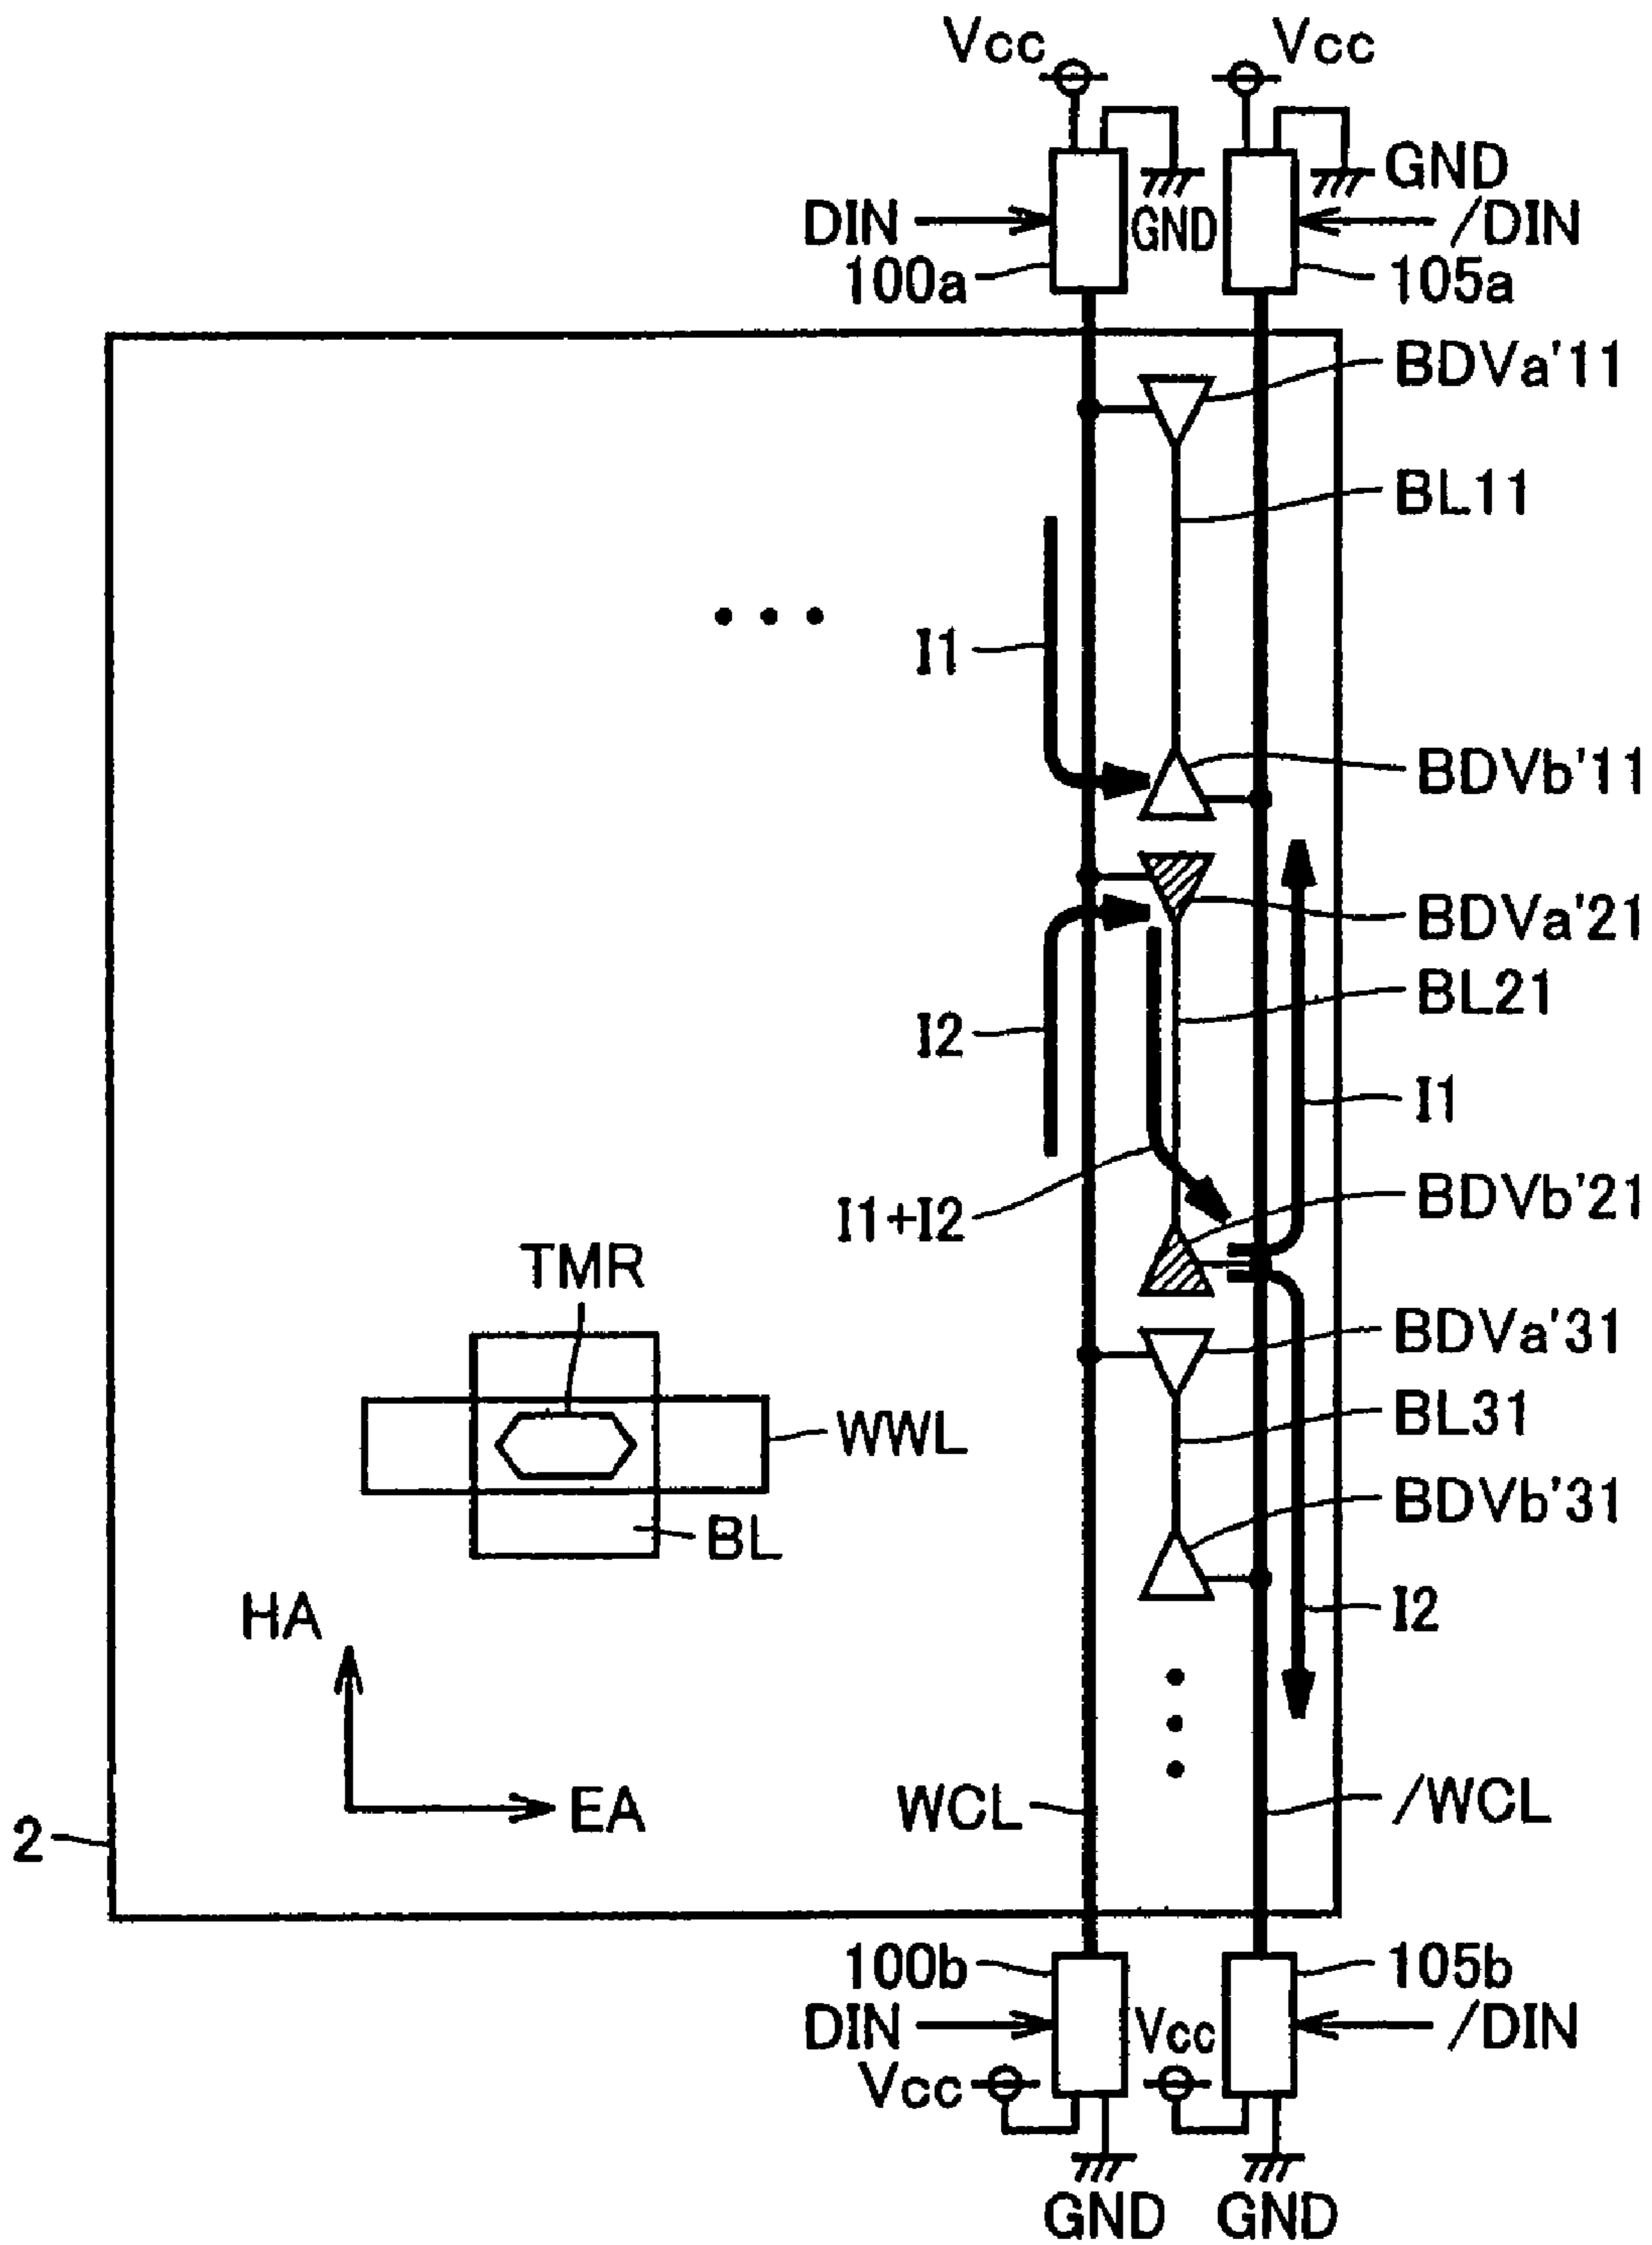 Vcc
Vcc
GND
DIN
GND
/DIN
100a
105a
BDVa'11
BL11
I1
BDVb'11
BDVa'21
BL21
I2
I1
BDVb'21
I1+I2
TMR
BDVa'31
BL31
WWL
BDVb'31
BL
HA
I2
WCL
/WCL
EA
2
100b
105b
DIN
Vcc
/DIN
Vcc
GND
GND